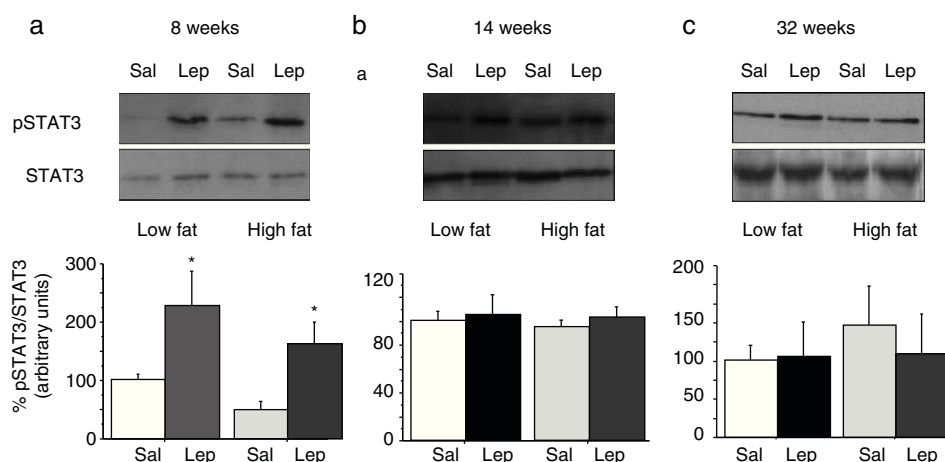 a 8 weeks b 14 weeks c 32 weeks
Sal Lep Sal Lep a Sal Lep Sal Lep Sal Lep Sal Lep
pSTAT3
STAT3
Low fat High fat Low fat High fat Low fat High fat
% pSTAT3/STAT3
(arbitrary units)
300
200
100
0
120
80
40
0
200
150
100
50
0
* *
Sal Lep Sal Lep Sal Lep Sal Lep Sal Lep Sal Lep